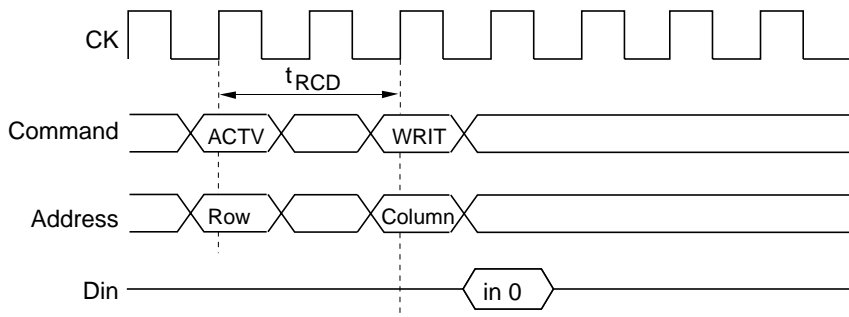 CK
tRCD
Command ACTV WRIT
Address Row Column
Din in 0